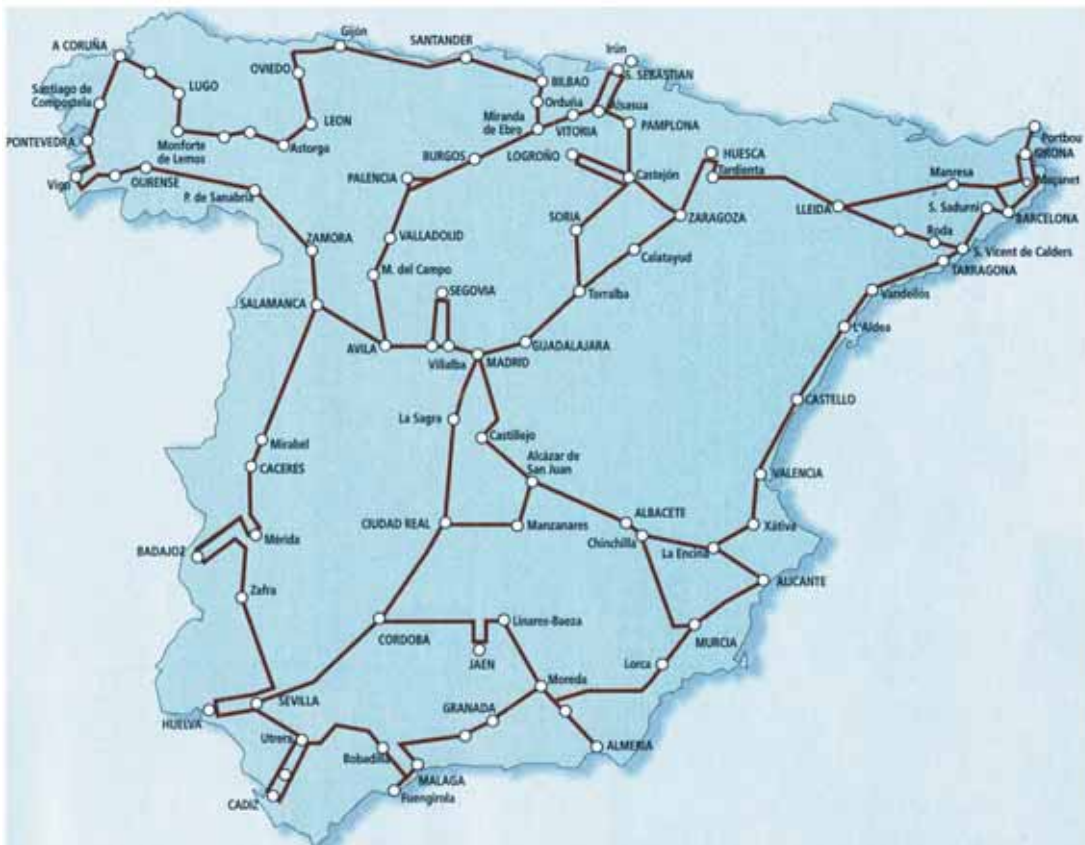 Gijón
SANTANDER
A CORUÑA
Irún
OVIEDO
S. SEBASTIAN
BILBAO
LUGO
Santiago de
Compostela
Orduña
Alsasua
LEON
Miranda
de Ebro
VITORIA
PAMPLONA
PONTEVEDRA
Monforte
de Lemos
Astorga
Portbou
GIRONA
BURGOS
LOGROÑO
HUESCA
Vigo
OURENSE
PALENCIA
Castejón
Tardienta
Manresa
Maçanet
P. de Sanabria
LLEIDA
S. Sadurni
BARCELONA
SORIA
ZARAGOZA
VALLADOLID
Roda
ZAMORA
Calatayud
S. Vicent de Calders
TARRAGONA
M. del Campo
SEGOVIA
Torralba
Vandellós
SALAMANCA
L'Aldea
AVILA
Villalba
MADRID
GUADALAJARA
CASTELLO
La Sagra
Castillejo
Mirabel
Alcázar de
San Juan
CACERES
VALENCIA
CIUDAD REAL
Manzanares
ALBACETE
Xátiva
Chinchilla
Mérida
La Encina
BADAJOZ
ALICANTE
Zafra
CORDOBA
Linares-Baeza
MURCIA
JAEN
Lorca
Moreda
SEVILLA
HUELVA
GRANADA
Utrera
ALMERIA
Bobadilla
MALAGA
CADIZ
Fuengirola